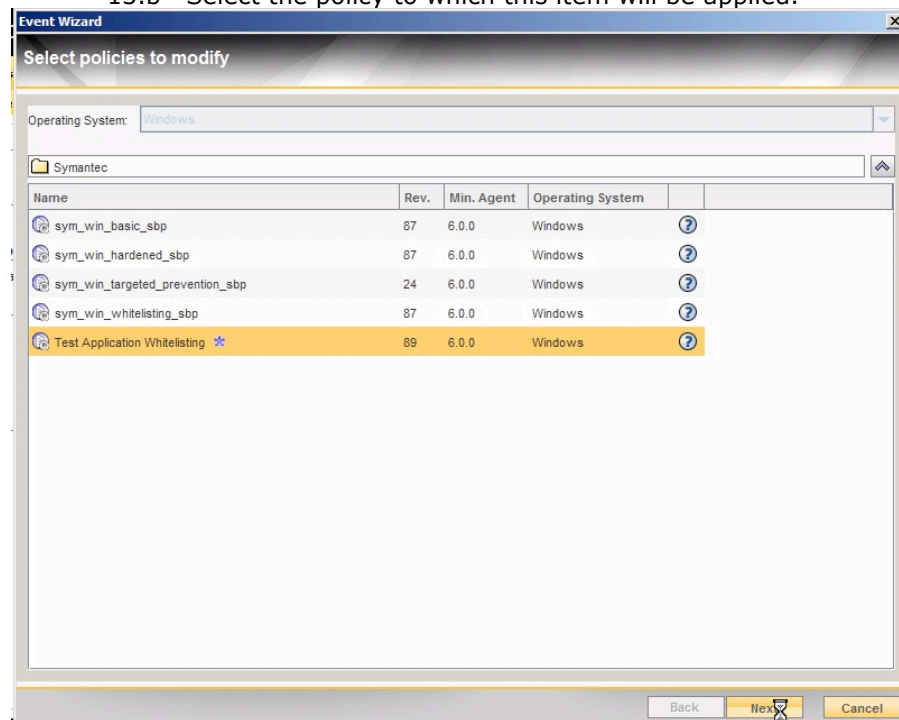 Select the policy to which this item will be applied.
Event Wizard
Select policies to modify
Operating System: Windows
Symantec
Name Rev. Min. Agent Operating System
sym_win_basic_sbp 87 6.0.0 Windows ?
sym_win_hardened_sbp 87 6.0.0 Windows ?
sym_win_targeted_prevention_sbp 24 6.0.0 Windows ?
sym_win_whitelisting_sbp 87 6.0.0 Windows ?
Test Application Whitelisting * 89 6.0.0 Windows ?
Back Next Cancel